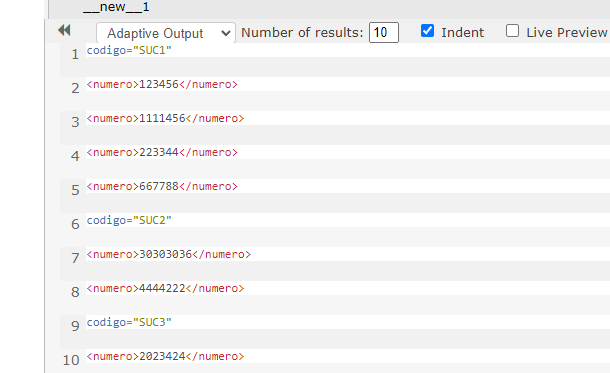 __new__1
Adaptive Output Number of results: 10 Indent Live Preview
1 codigo="SUC1"
2 <numero>123456</numero>
3 <numero>1111456</numero>
4 <numero>223344</numero>
5 <numero>667788</numero>
6 codigo="SUC2"
7 <numero>30303036</numero>
8 <numero>4444222</numero>
9 codigo="SUC3"
10 <numero>2023424</numero>